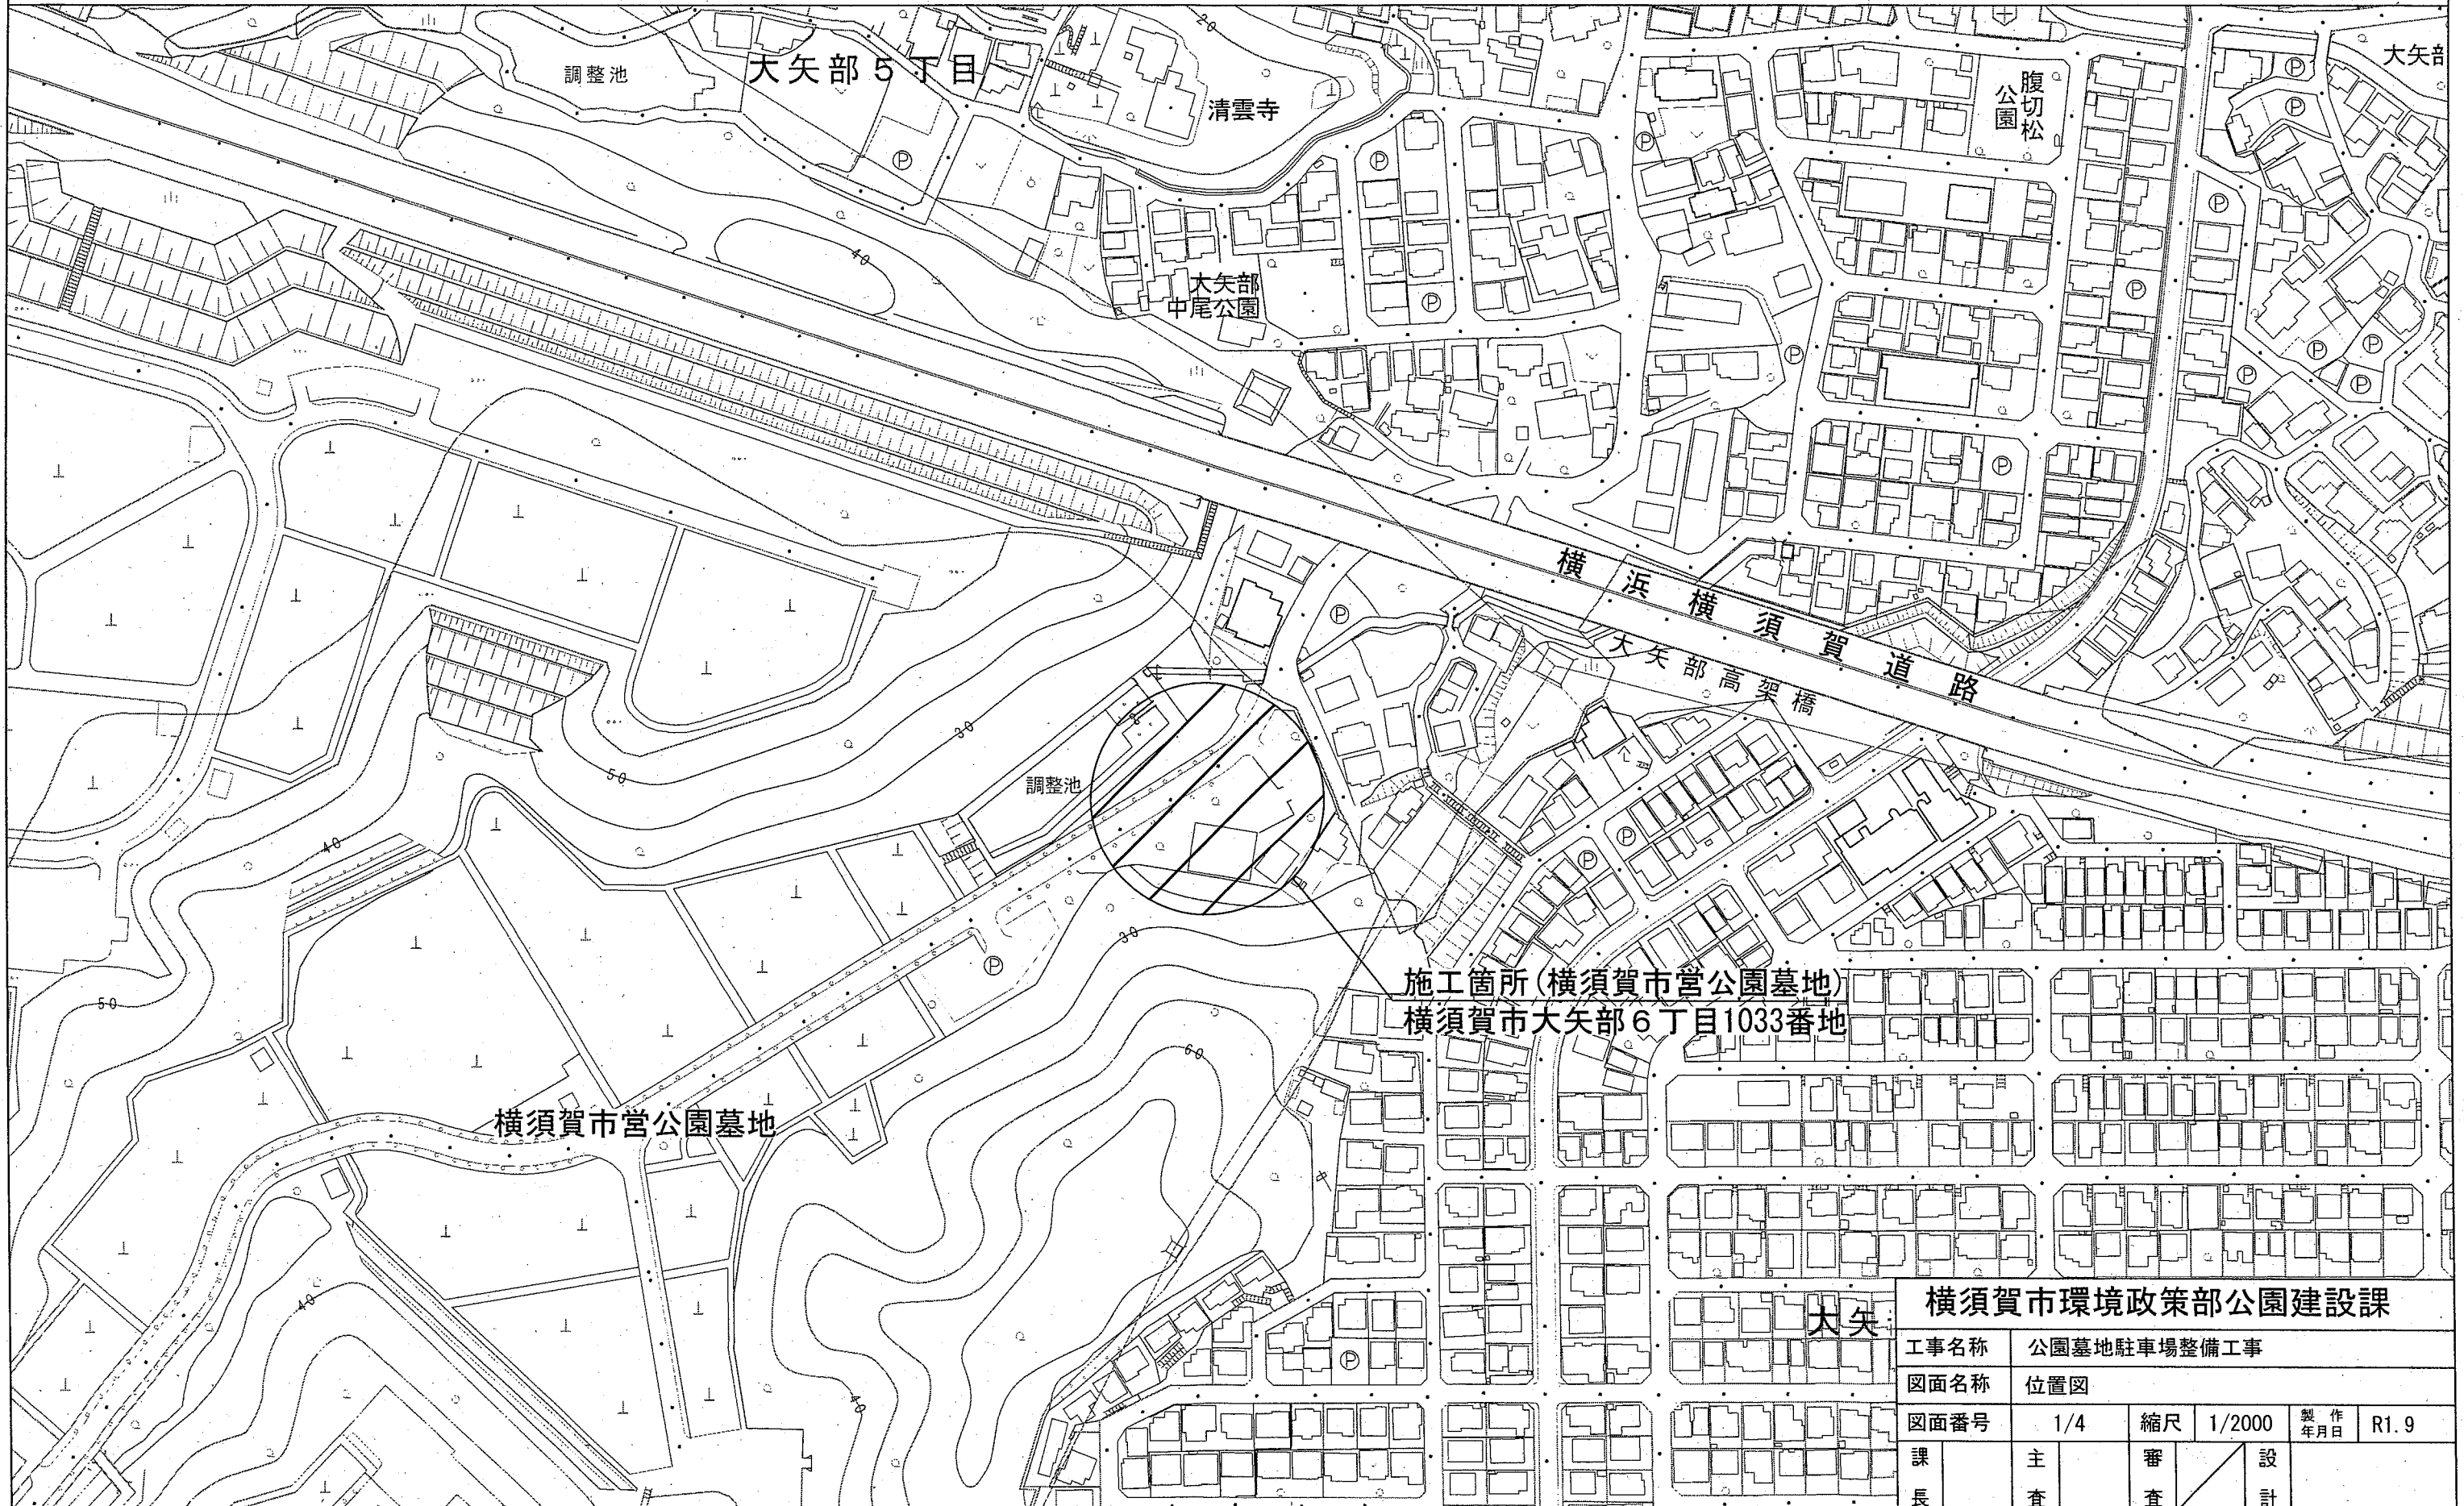 20
大矢部5丁目
調整池
清雲寺
腹切松
公園
大矢部
Ⓟ
Ⓟ
Ⓟ
Ⓟ
Ⓟ
Ⓟ
40
大矢部
中尾公園
Ⓟ
Ⓟ
Ⓟ
Ⓟ
Ⓟ
Ⓟ
Ⓟ
Ⓟ
横浜横須賀道路
大矢部高架橋
Ⓟ
30
50
調整池
40
Ⓟ
Ⓟ
30
Ⓟ
50
施工箇所(横須賀市営公園墓地)
横須賀市大矢部6丁目1033番地
60
横須賀市営公園墓地
40
40
Ⓟ
大矢
横須賀市環境政策部公園建設課
工事名称 公園墓地駐車場整備工事
図面名称 位置図
図面番号 1/4 縮尺 1/2000 製作年月日 R1.9
課長 主査 審査 設計